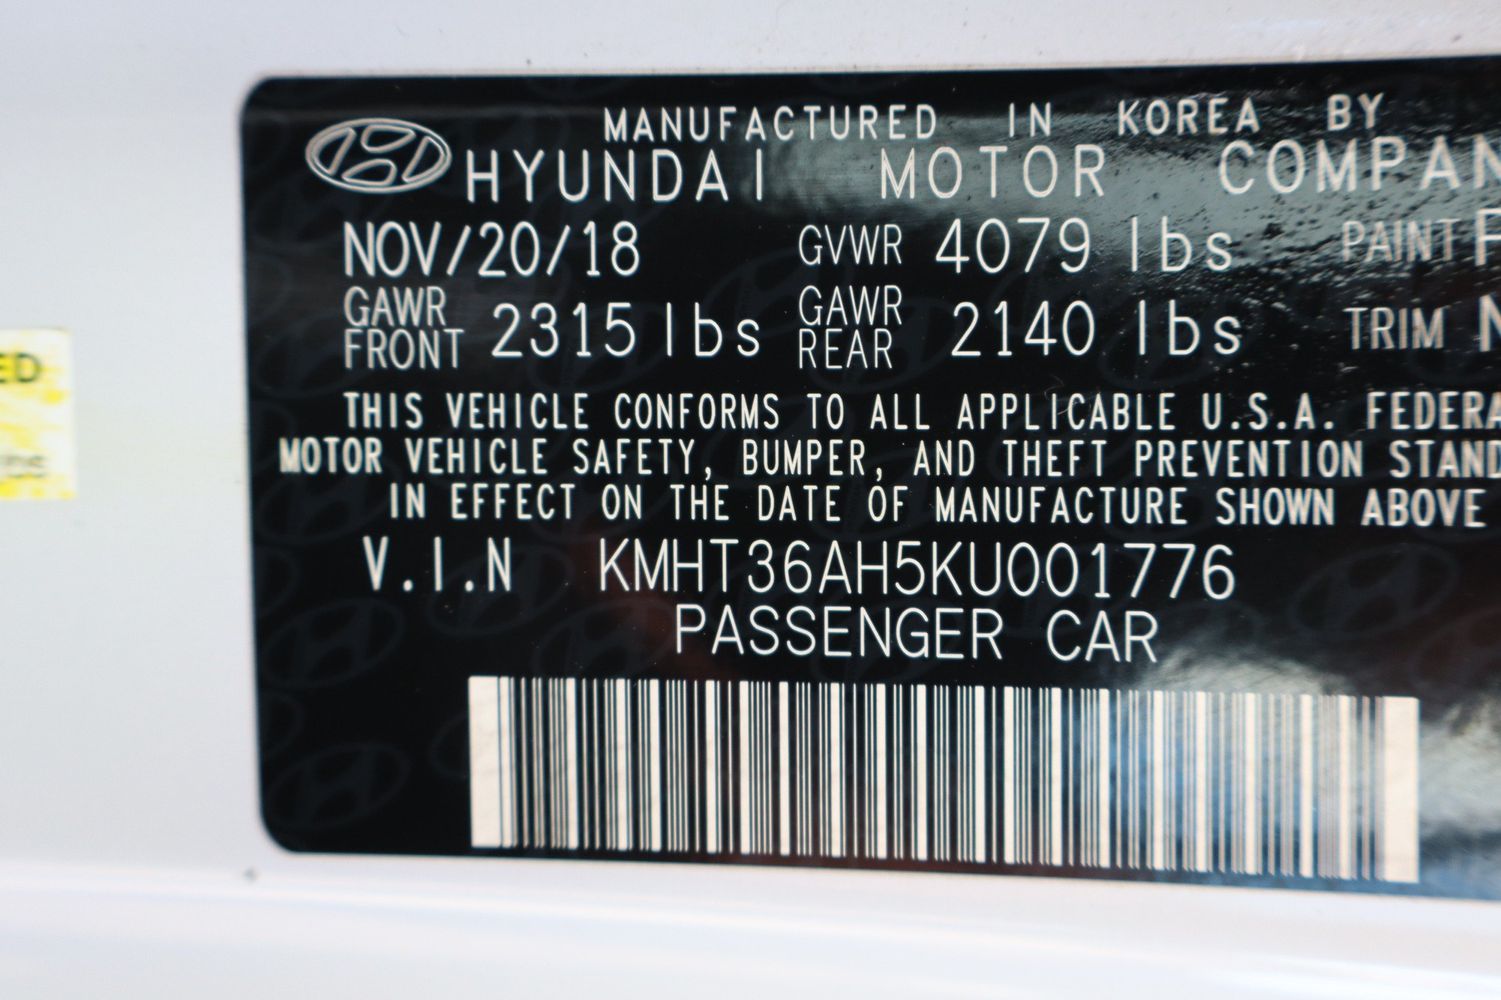 MANUFACTURED IN KOREA BY
HYUNDAI MOTOR COMPAN
NOV/20/18 GVWR 4079 lbs PAINT
GAWR FRONT 2315 lbs GAWR REAR 2140 lbs TRIM
THIS VEHICLE CONFORMS TO ALL APPLICABLE U.S.A. FEDERA
MOTOR VEHICLE SAFETY, BUMPER, AND THEFT PREVENTION STAND
IN EFFECT ON THE DATE OF MANUFACTURE SHOWN ABOVE
V.I.N KMHT36AH5KU001776
PASSENGER CAR
ED